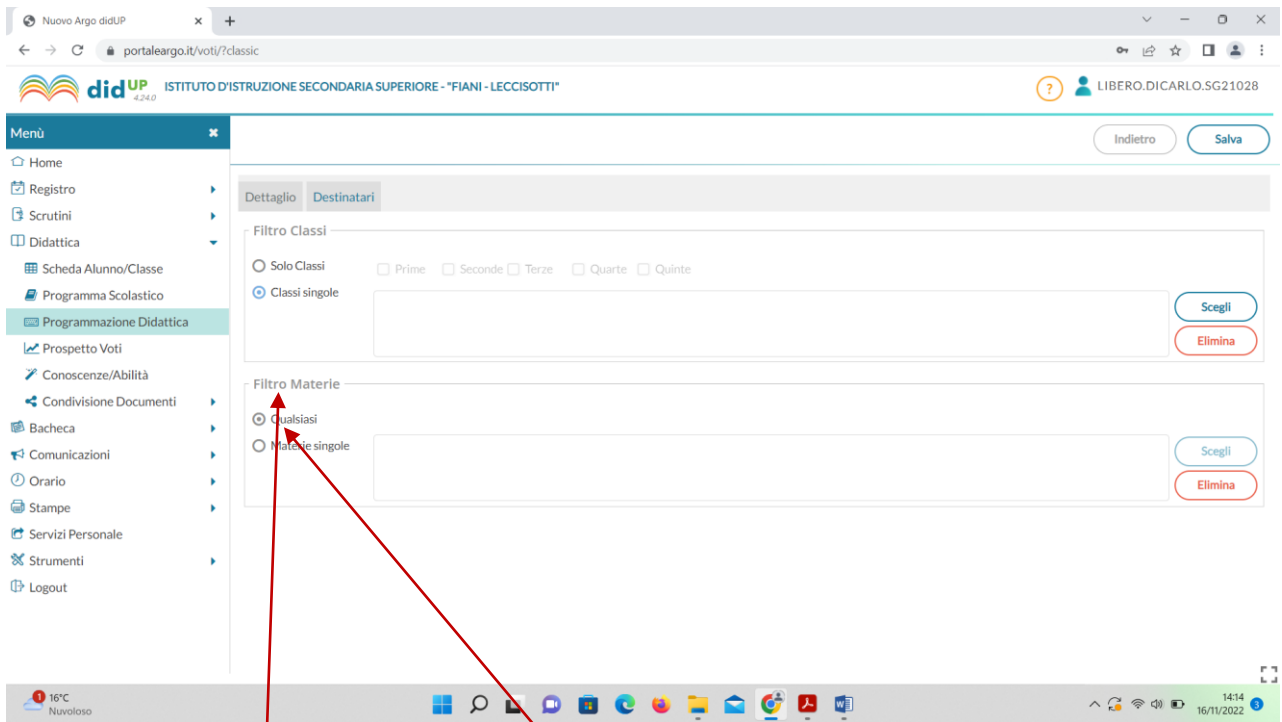 Nuovo Argo didUP
portaleargo.it/voti/?classic
didUP 4.24.0 ISTITUTO D'ISTRUZIONE SECONDARIA SUPERIORE - "FIANI - LECCISOTTI"
? LIBERO.DICARLO.SG21028
Menù
Indietro Salva
Home
Registro
Scrutini
Didattica
Scheda Alunno/Classe
Programma Scolastico
Programmazione Didattica
Prospetto Voti
Conoscenze/Abilità
Condivisione Documenti
Bacheca
Comunicazioni
Orario
Stampe
Servizi Personale
Strumenti
Logout
Dettaglio Destinatari
Filtro Classi
Solo Classi Prime Seconde Terze Quarte Quinte
Classi singole
Scegli
Elimina
Filtro Materie
Qualsiasi
Materie singole
Scegli
Elimina
1 16°C
Nuvoloso
14:14
16/11/2022 3